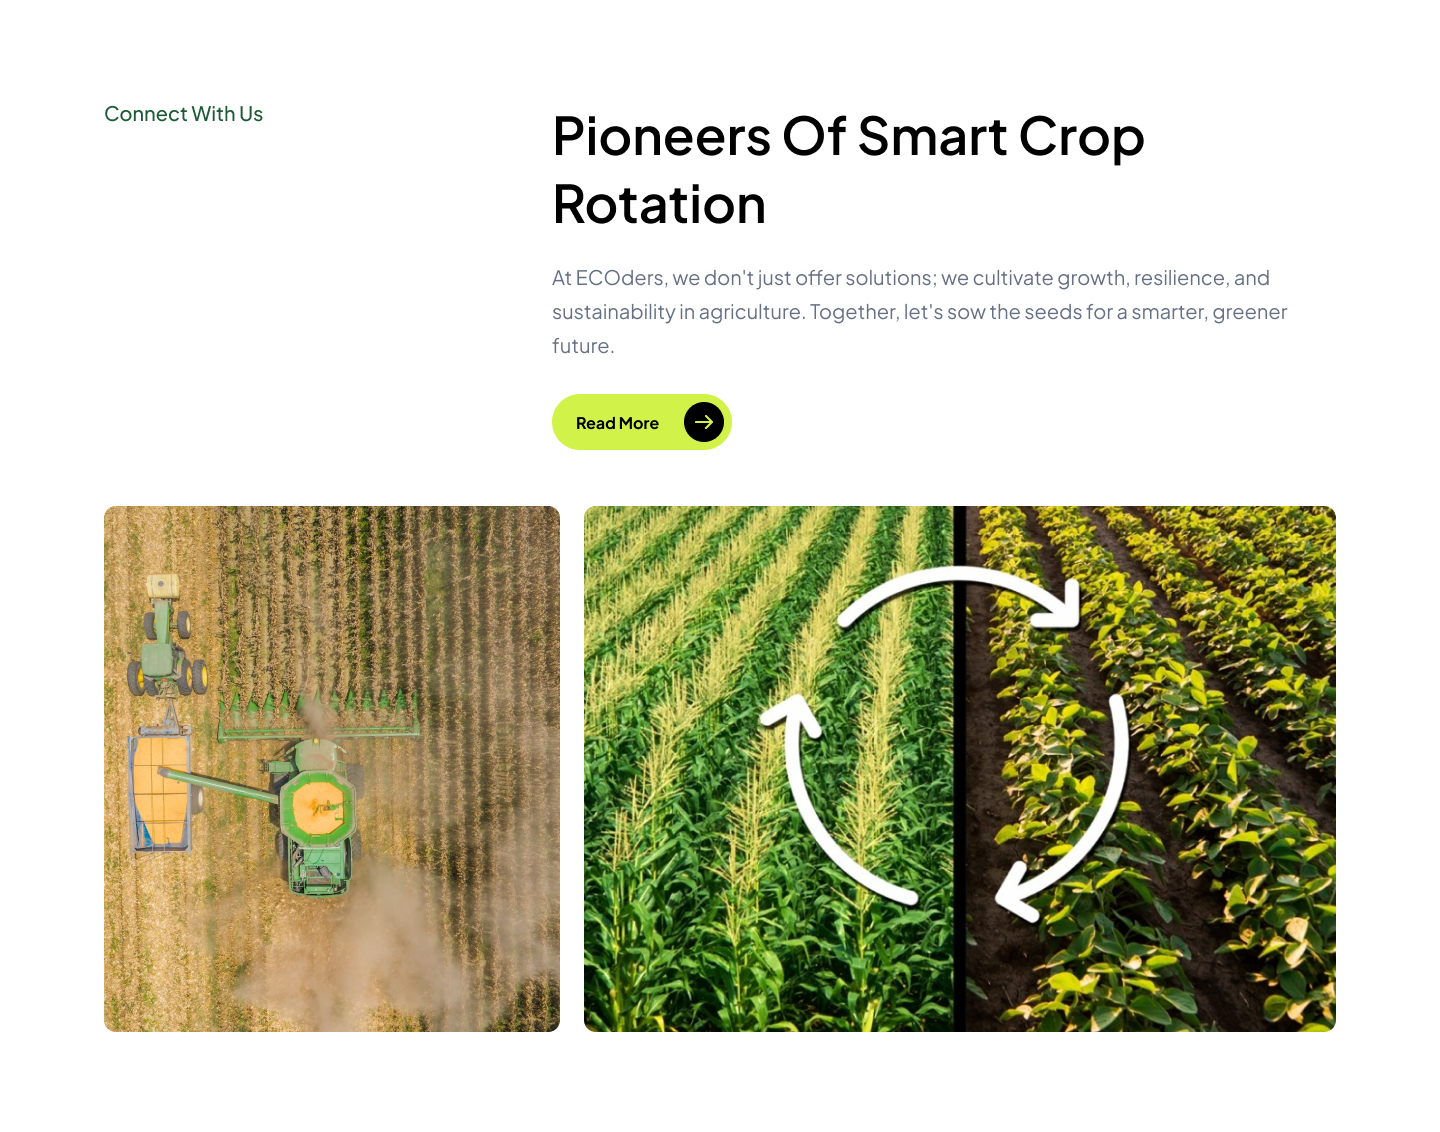 Connect With Us
Pioneers Of Smart Crop
Rotation
At ECOders, we don't just offer solutions; we cultivate growth, resilience, and
sustainability in agriculture. Together, let's sow the seeds for a smarter, greener
future.
Read More